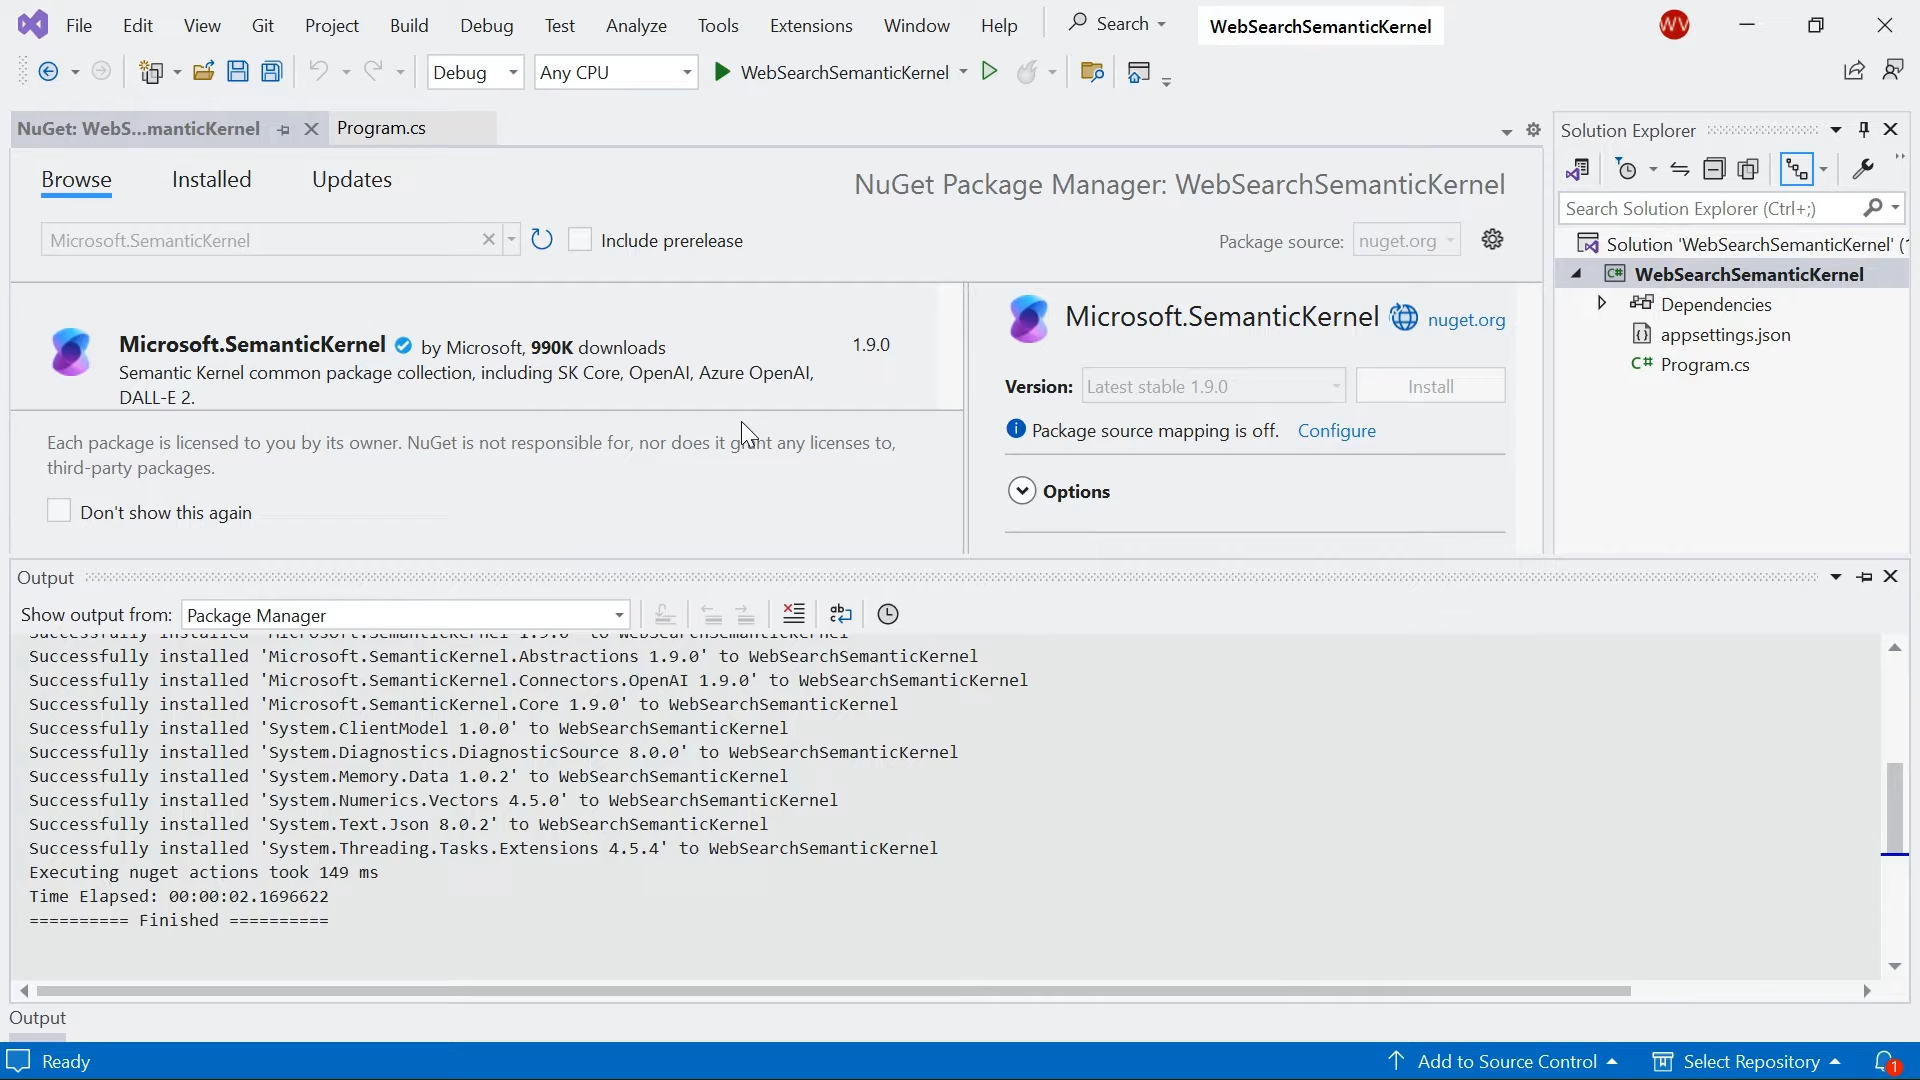 File Edit View Git Project Build Debug Test Analyze Tools Extensions Window Help Search WebSearchSemanticKernel WV
Debug Any CPU WebSearchSemanticKernel
NuGet: WebS...manticKernel Program.cs
Browse Installed Updates
NuGet Package Manager: WebSearchSemanticKernel
Microsoft.SemanticKernel Include prerelease Package source: nuget.org
Microsoft.SemanticKernel by Microsoft, 990K downloads 1.9.0
Semantic Kernel common package collection, including SK Core, OpenAI, Azure OpenAI,
DALL-E 2.
Each package is licensed to you by its owner. NuGet is not responsible for, nor does it grant any licenses to,
third-party packages.
Don't show this again
Microsoft.SemanticKernel nuget.org
Version: Latest stable 1.9.0 Install
Package source mapping is off. Configure
Options
Solution Explorer
Search Solution Explorer (Ctrl+;)
Solution 'WebSearchSemanticKernel' (1
C# WebSearchSemanticKernel
Dependencies
appsettings.json
C# Program.cs
Output
Show output from: Package Manager
Successfully installed 'Microsoft.SemanticKernel 1.9.0' to WebSearchSemanticKernel
Successfully installed 'Microsoft.SemanticKernel.Abstractions 1.9.0' to WebSearchSemanticKernel
Successfully installed 'Microsoft.SemanticKernel.Connectors.OpenAI 1.9.0' to WebSearchSemanticKernel
Successfully installed 'Microsoft.SemanticKernel.Core 1.9.0' to WebSearchSemanticKernel
Successfully installed 'System.ClientModel 1.0.0' to WebSearchSemanticKernel
Successfully installed 'System.Diagnostics.DiagnosticSource 8.0.0' to WebSearchSemanticKernel
Successfully installed 'System.Memory.Data 1.0.2' to WebSearchSemanticKernel
Successfully installed 'System.Numerics.Vectors 4.5.0' to WebSearchSemanticKernel
Successfully installed 'System.Text.Json 8.0.2' to WebSearchSemanticKernel
Successfully installed 'System.Threading.Tasks.Extensions 4.5.4' to WebSearchSemanticKernel
Executing nuget actions took 149 ms
Time Elapsed: 00:00:02.1696622
========== Finished ==========
Output
Ready Add to Source Control Select Repository 1